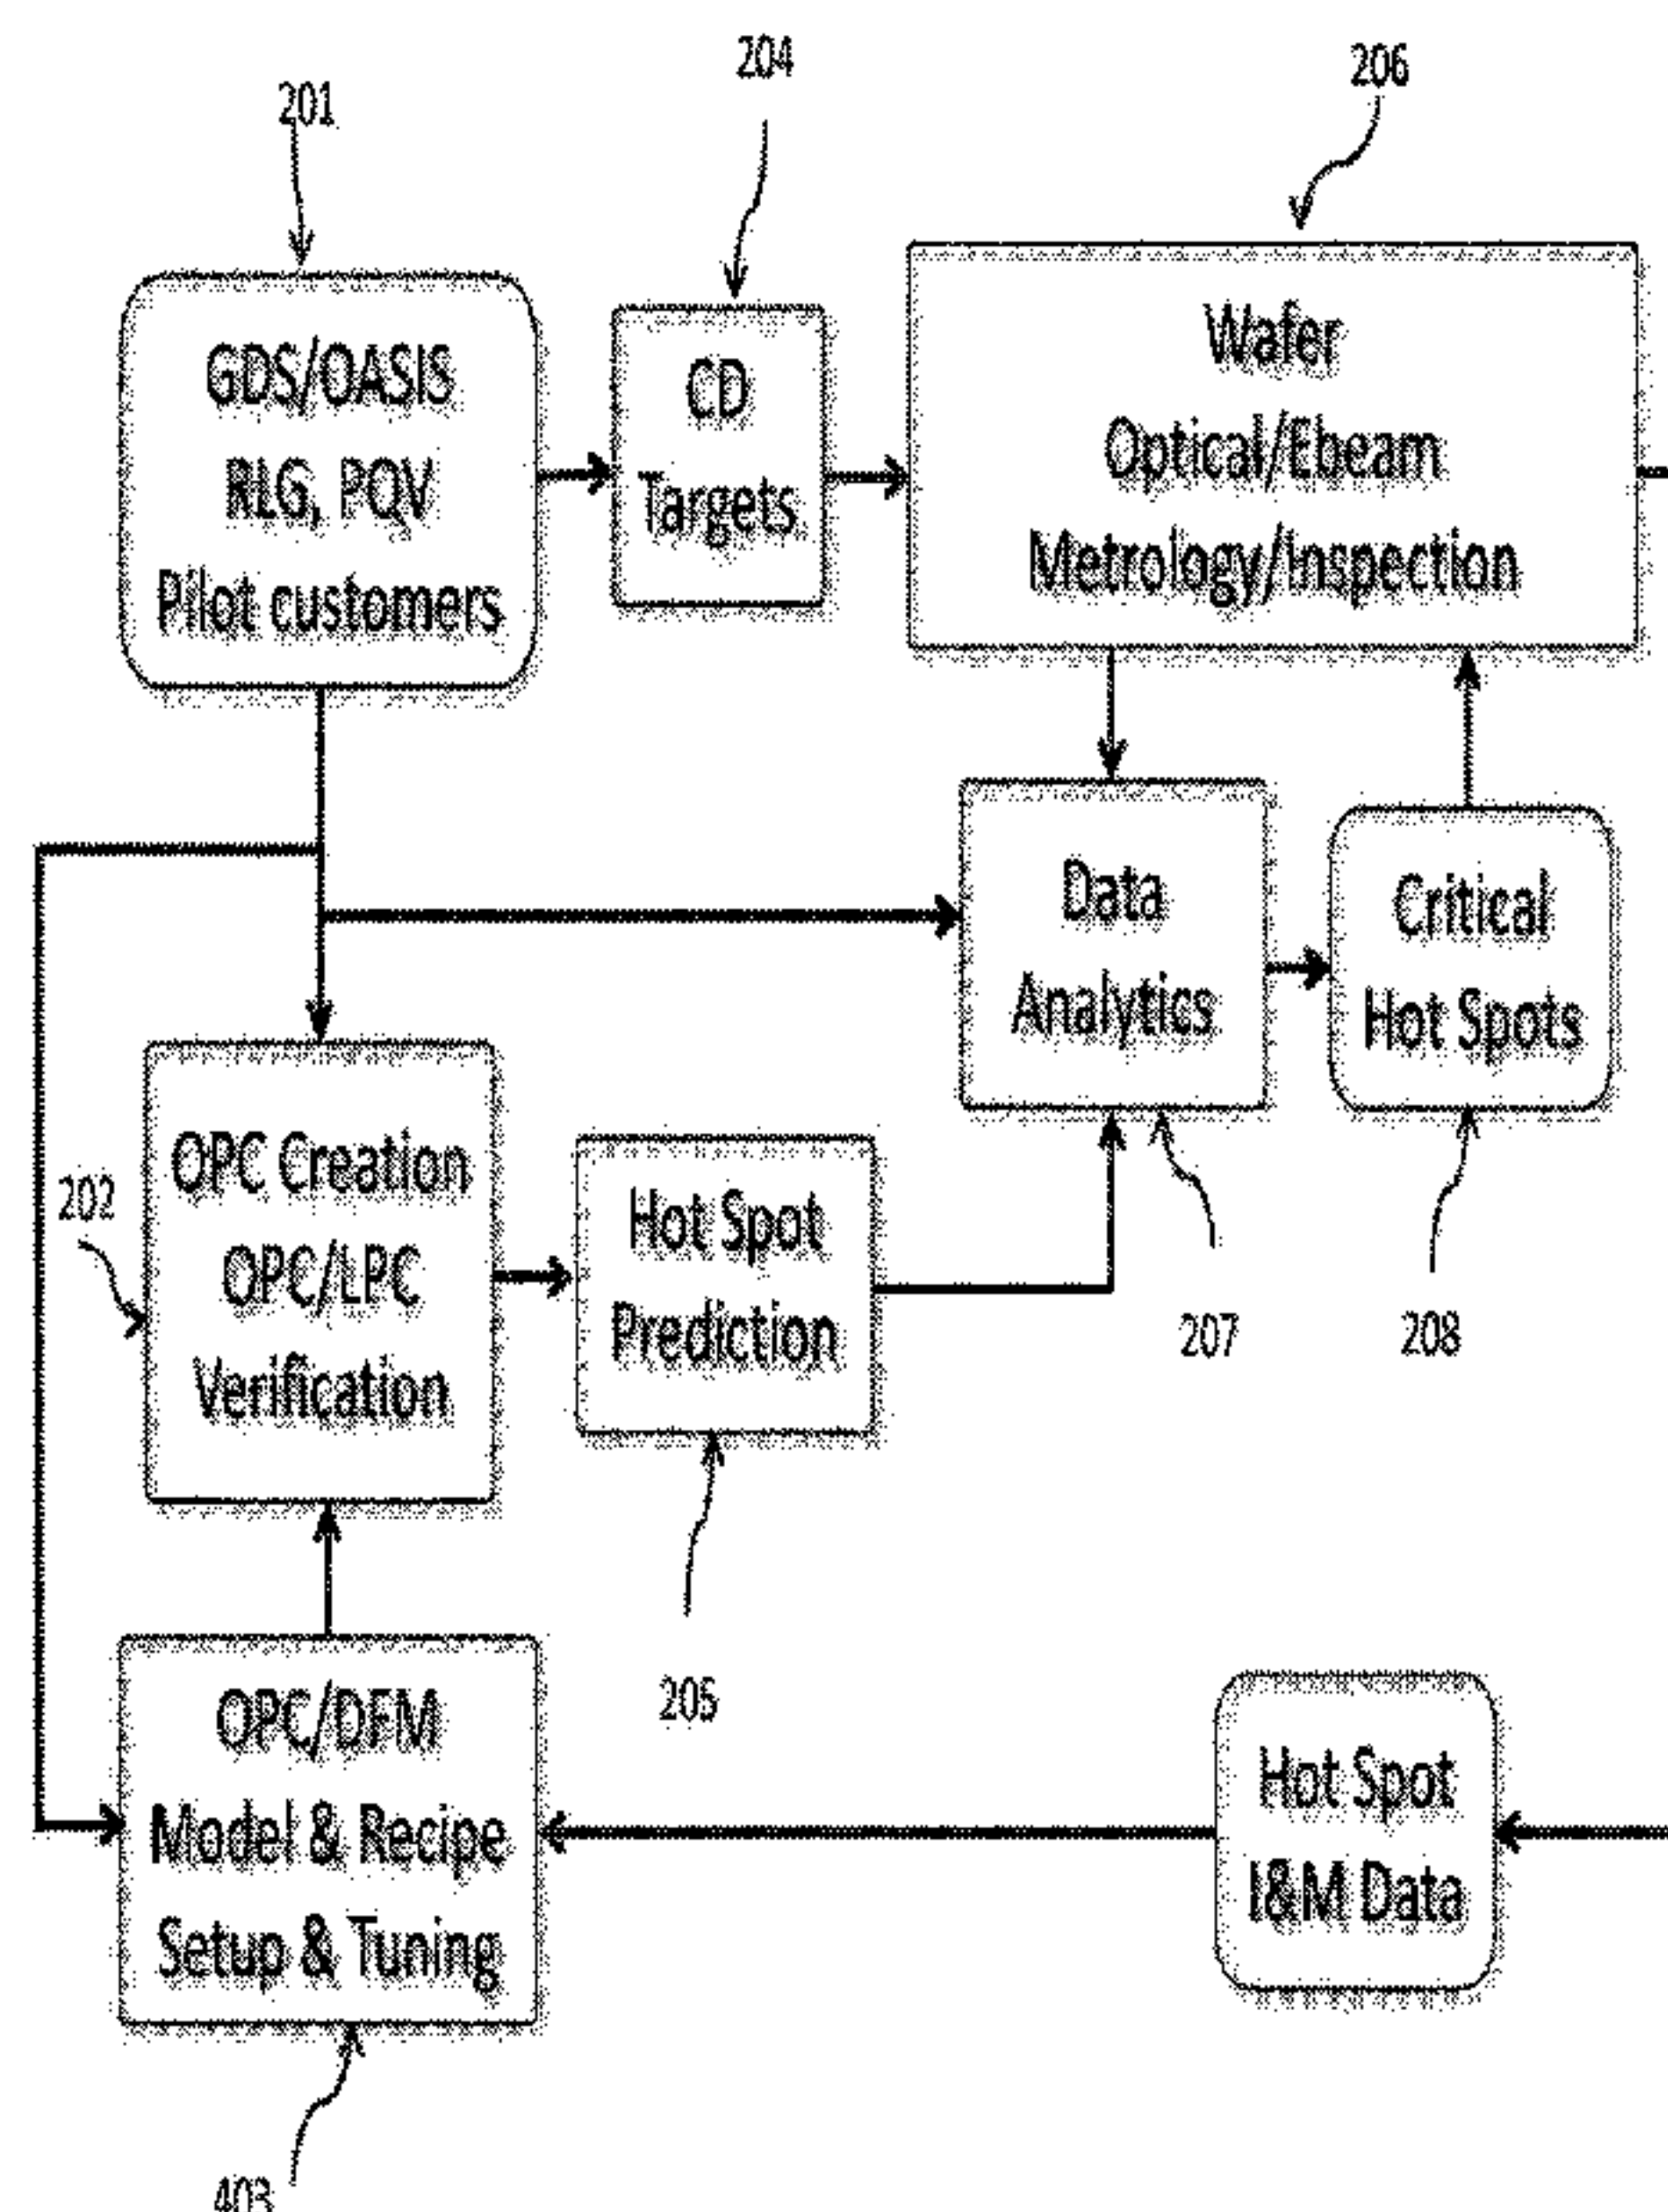 201
204
206
GDS/OASIS
RLG, PQV
Pilot customers
CD
Targets
Wafer
Optical/Ebeam
Metrology/Inspection
Data
Analytics
Critical
Hot Spots
202
OPC Creation
OPC/LPC
Verification
Hot Spot
Prediction
207
208
205
OPC/DFM
Model & Recipe
Setup & Tuning
Hot Spot
I&M Data
403